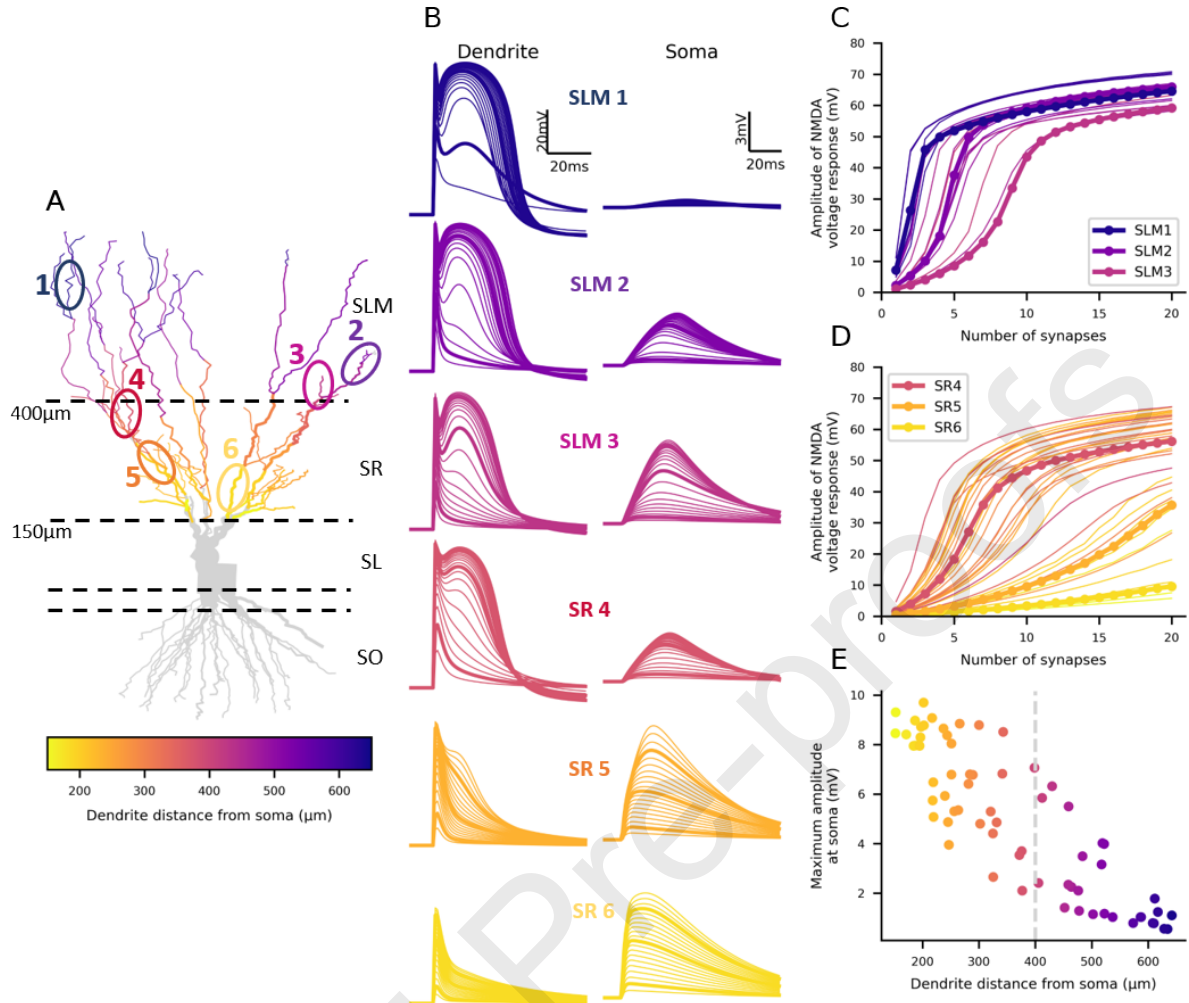 A
1
2
3
4
5
6
SLM
400µm
SR
150µm
SL
SO
200 300 400 500 600
Dendrite distance from soma (µm)
B
Dendrite
Soma
SLM 1
20mV
20ms
3mV
20ms
SLM 2
SLM 3
SR 4
SR 5
SR 6
C
Amplitude of NMDA
voltage response (mV)
80
70
60
50
40
30
20
10
0
SLM1
SLM2
SLM3
0 5 10 15 20
Number of synapses
D
Amplitude of NMDA
voltage response (mV)
80
70
60
50
40
30
20
10
0
SR4
SR5
SR6
0 5 10 15 20
Number of synapses
E
Maximum amplitude
at soma (mV)
10
8
6
4
2
200 300 400 500 600
Dendrite distance from soma (µm)
Pre-proofs